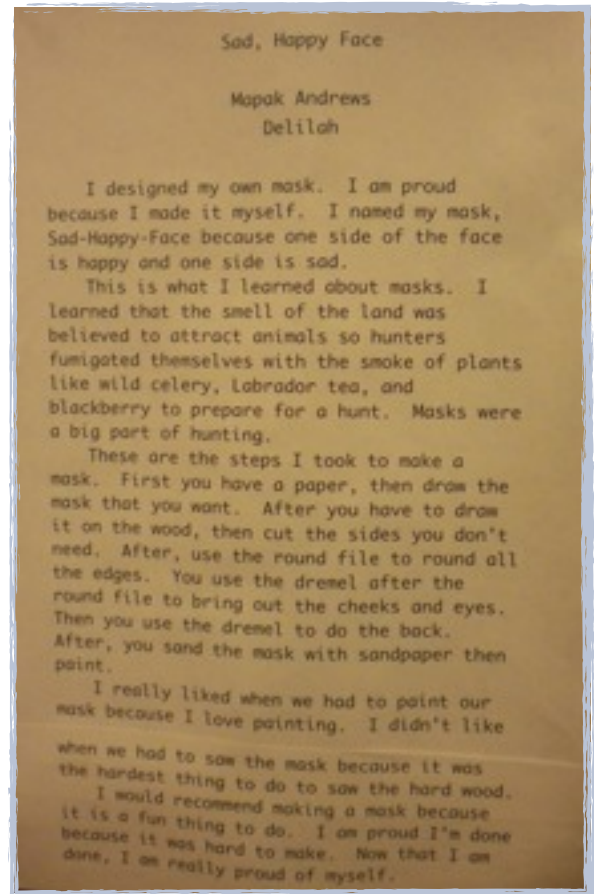 Sad, Happy Face
Mapak Andrews
Delilah
I designed my own mask. I am proud
because I made it myself. I named my mask,
Sad-Happy-Face because one side of the face
is happy and one side is sad.
This is what I learned about masks. I
learned that the smell of the land was
believed to attract animals so hunters
fumigated themselves with the smoke of plants
like wild celery, Labrador tea, and
blackberry to prepare for a hunt. Masks were
a big part of hunting.
These are the steps I took to make a
mask. First you have a paper, then draw the
mask that you want. After you have to draw
it on the wood, then cut the sides you don't
need. After, use the round file to round all
the edges. You use the dremel after the
round file to bring out the cheeks and eyes.
Then you use the dremel to do the back.
After, you sand the mask with sandpaper then
paint.
I really liked when we had to paint our
mask because I love painting. I didn't like
when we had to saw the mask because it was
the hardest thing to do to saw the hard wood.
I would recommend making a mask because
it is a fun thing to do. I am proud I'm done
because it was hard to make. Now that I am
done, I am really proud of myself.